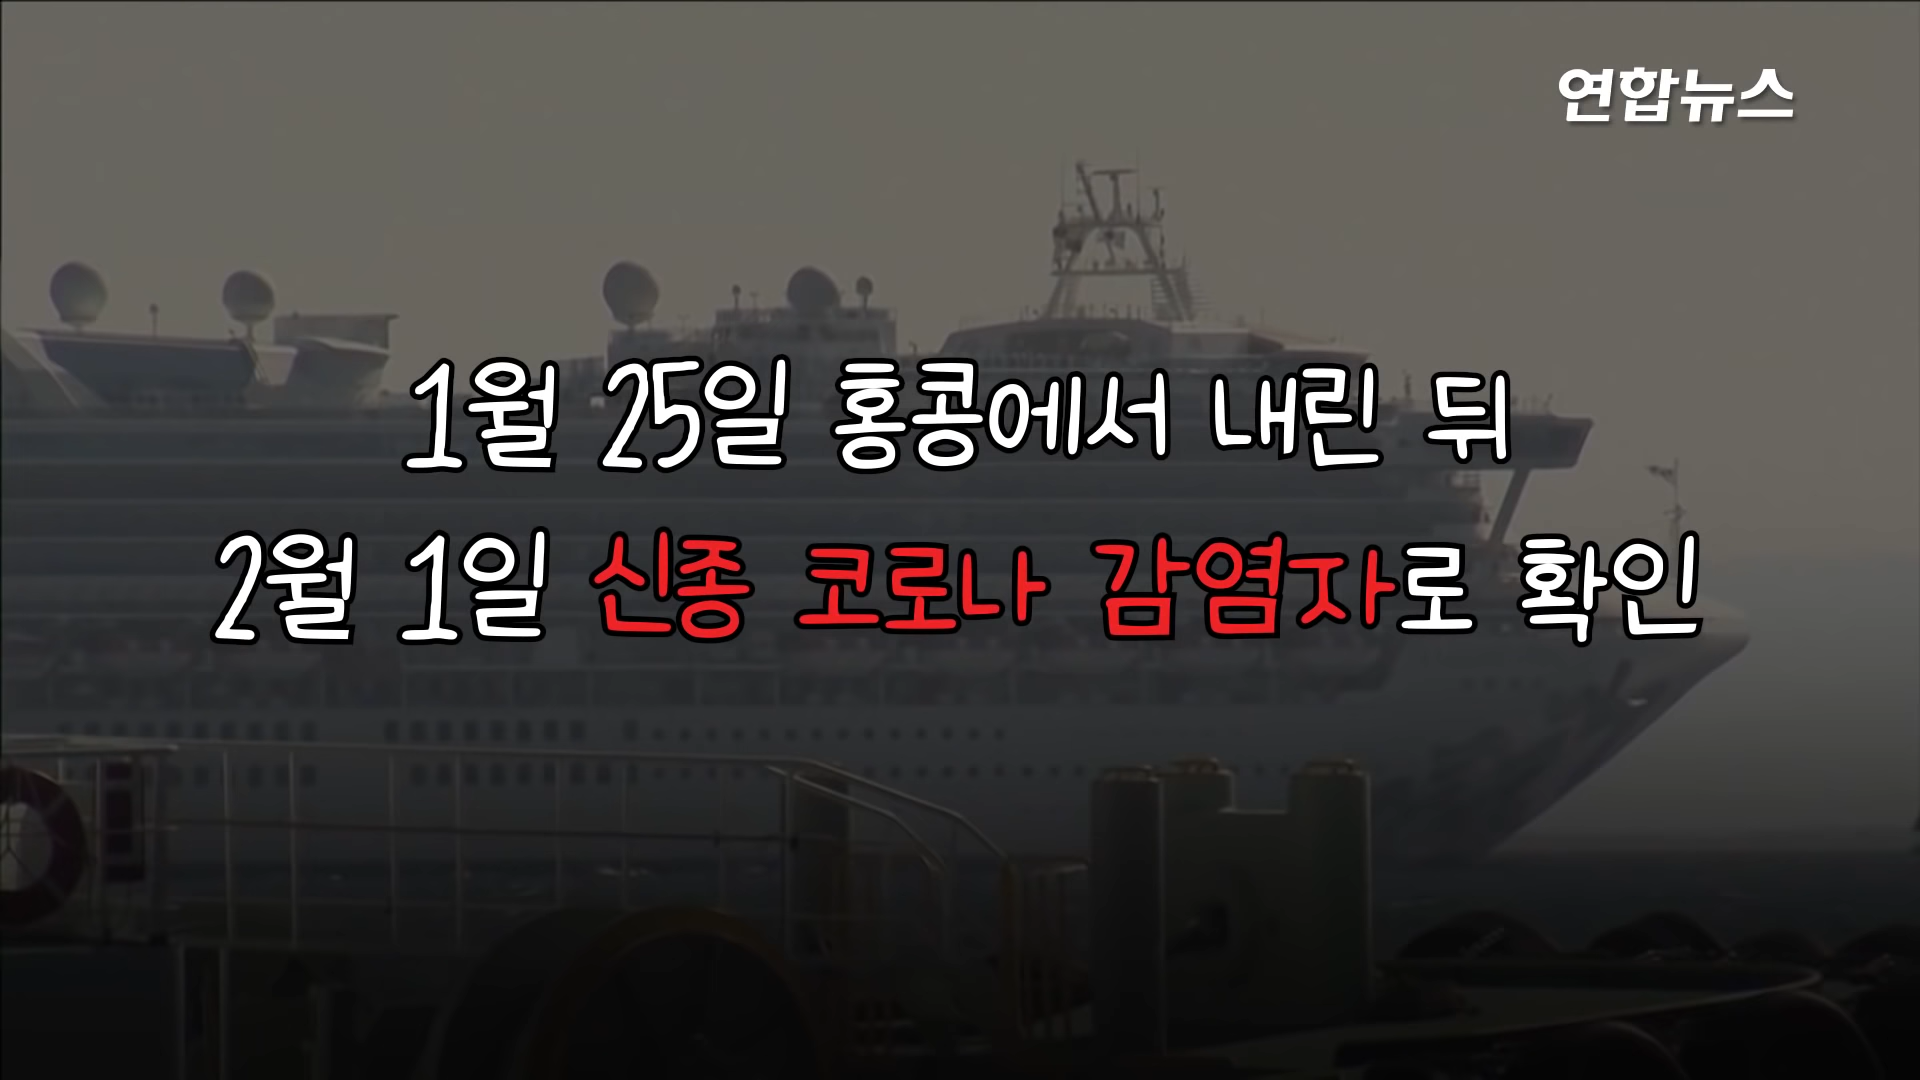 연합뉴스
1월 25일 홍콩에서 내린 뒤
2월 1일 신종 코로나 감염자로 확인